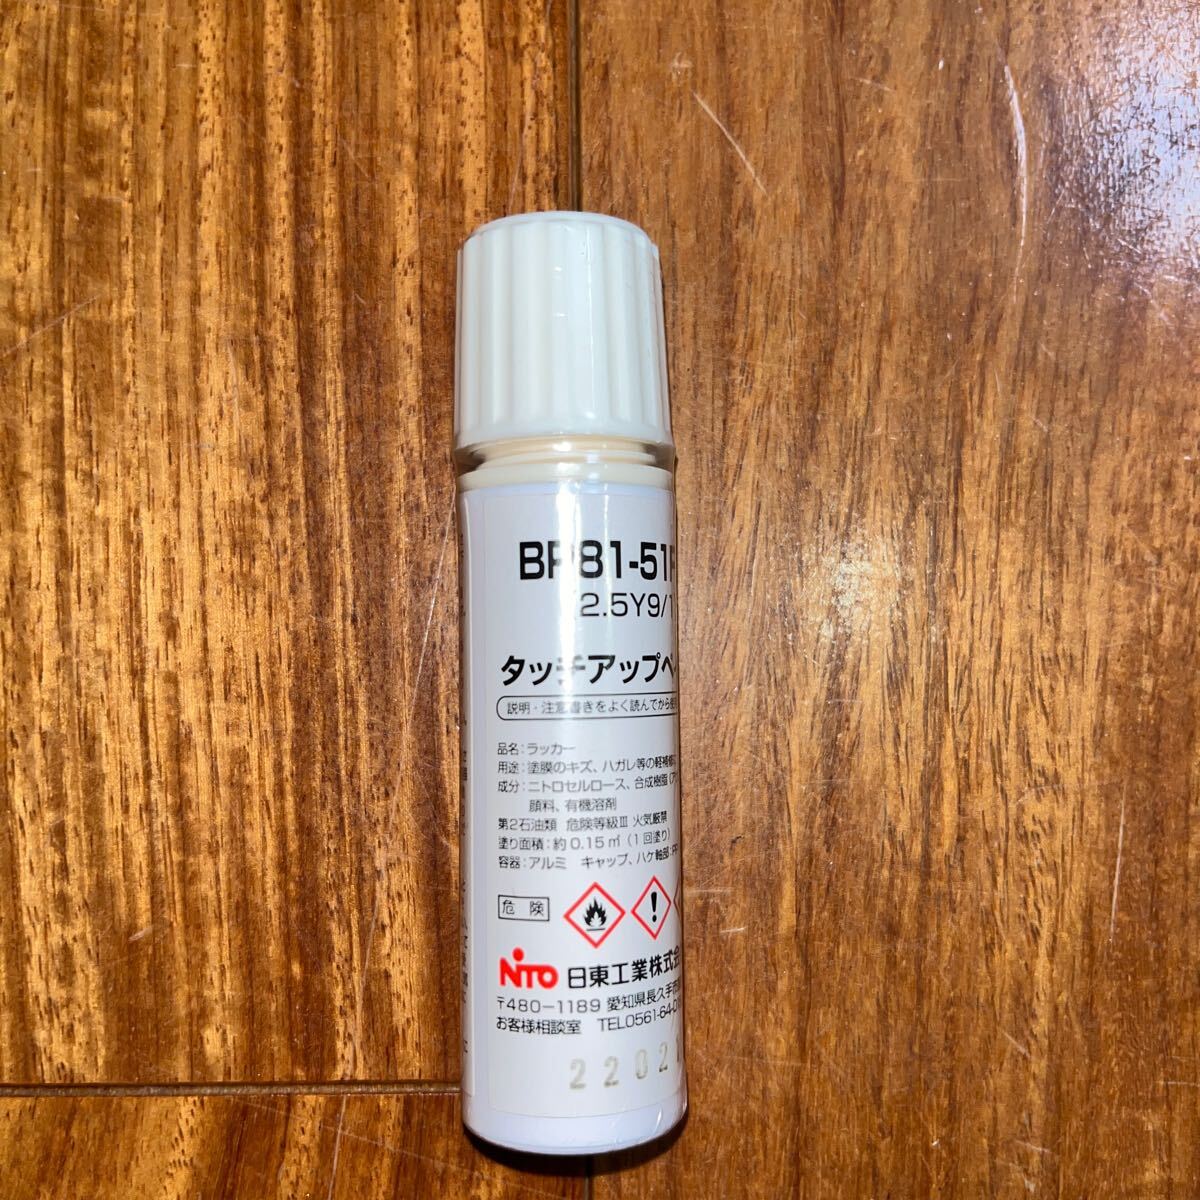 BP81-51P
2.5Y9/1
タッチアップペ
説明・注意書きをよく読んでから
品名:ラッカー
用途:塗膜のキズ、ハガレ等の軽補修
成分:ニトロセルロース、合成樹脂(ア
顔料、有機溶剤
第2石油類 危険等級Ⅲ 火気厳禁
塗り面積:約0.15㎡(1回塗り)
容器:アルミ キャップ、ハケ軸部:PP
危険
NITO 日東工業株式会
〒480-1189 愛知県長久手市
お客様相談室 TEL0561-64-0
2202